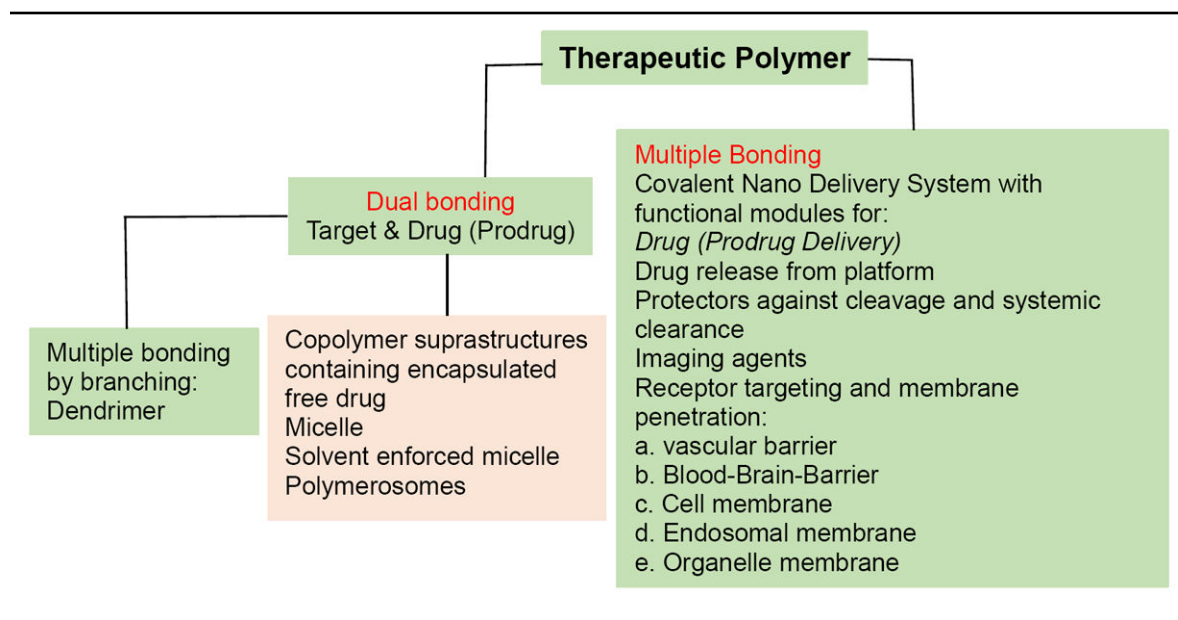 Therapeutic Polymer
Dual bonding
Target & Drug (Prodrug)
Multiple bonding
by branching:
Dendrimer
Copolymer suprastructures
containing encapsulated
free drug
Micelle
Solvent enforced micelle
Polymerosomes
Multiple Bonding
Covalent Nano Delivery System with
functional modules for:
Drug (Prodrug Delivery)
Drug release from platform
Protectors against cleavage and systemic
clearance
Imaging agents
Receptor targeting and membrane
penetration:
a. vascular barrier
b. Blood-Brain-Barrier
c. Cell membrane
d. Endosomal membrane
e. Organelle membrane